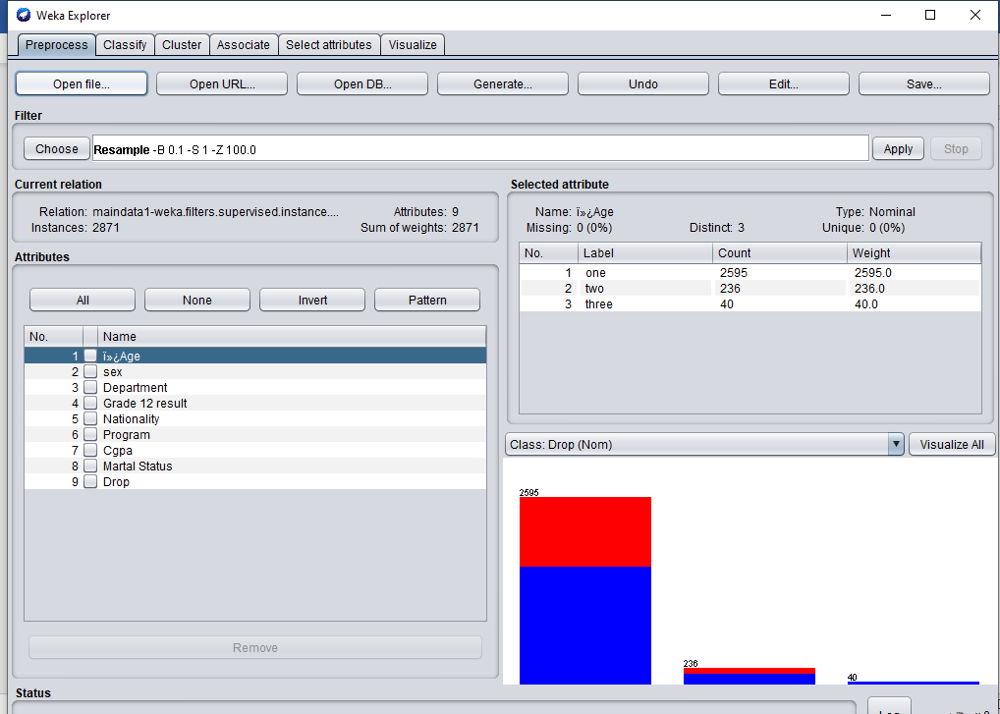 Weka Explorer
Preprocess Classify Cluster Associate Select attributes Visualize
Open file... Open URL... Open DB... Generate... Undo Edit... Save...
Filter
Choose Resample -B 0.1 -S 1 -Z 100.0 Apply Stop
Current relation
Relation: maindata1-weka.filters.supervised.instance.... Attributes: 9
Instances: 2871 Sum of weights: 2871
Attributes
All None Invert Pattern
No. Name
1 ï»¿Age
2 sex
3 Department
4 Grade 12 result
5 Nationality
6 Program
7 Cgpa
8 Martal Status
9 Drop
Remove
Selected attribute
Name: ï»¿Age Type: Nominal
Missing: 0 (0%) Distinct: 3 Unique: 0 (0%)
No. Label Count Weight
1 one 2595 2595.0
2 two 236 236.0
3 three 40 40.0
Class: Drop (Nom) Visualize All
2595
236
40
Status